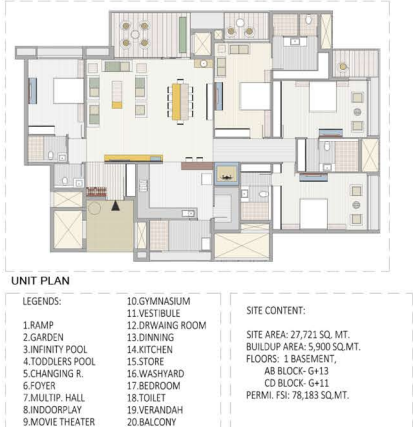 UNIT PLAN
LEGENDS:
1.RAMP
2.GARDEN
3.INFINITY POOL
4.TODDLERS POOL
5.CHANGING R.
6.FOYER
7.MULTIP. HALL
8.INDOORPLAY
9.MOVIE THEATER
10.GYMNASIUM
11.VESTIBULE
12.DRWAING ROOM
13.DINNING
14.KITCHEN
15.STORE
16.WASHYARD
17.BEDROOM
18.TOILET
19.VERANDAH
20.BALCONY
SITE CONTENT:
SITE AREA: 27,721 SQ. MT.
BUILDUP AREA: 5,900 SQ.MT.
FLOORS: 1 BASEMENT,
AB BLOCK- G+13
CD BLOCK- G+11
PERMI. FSI: 78,183 SQ.MT.